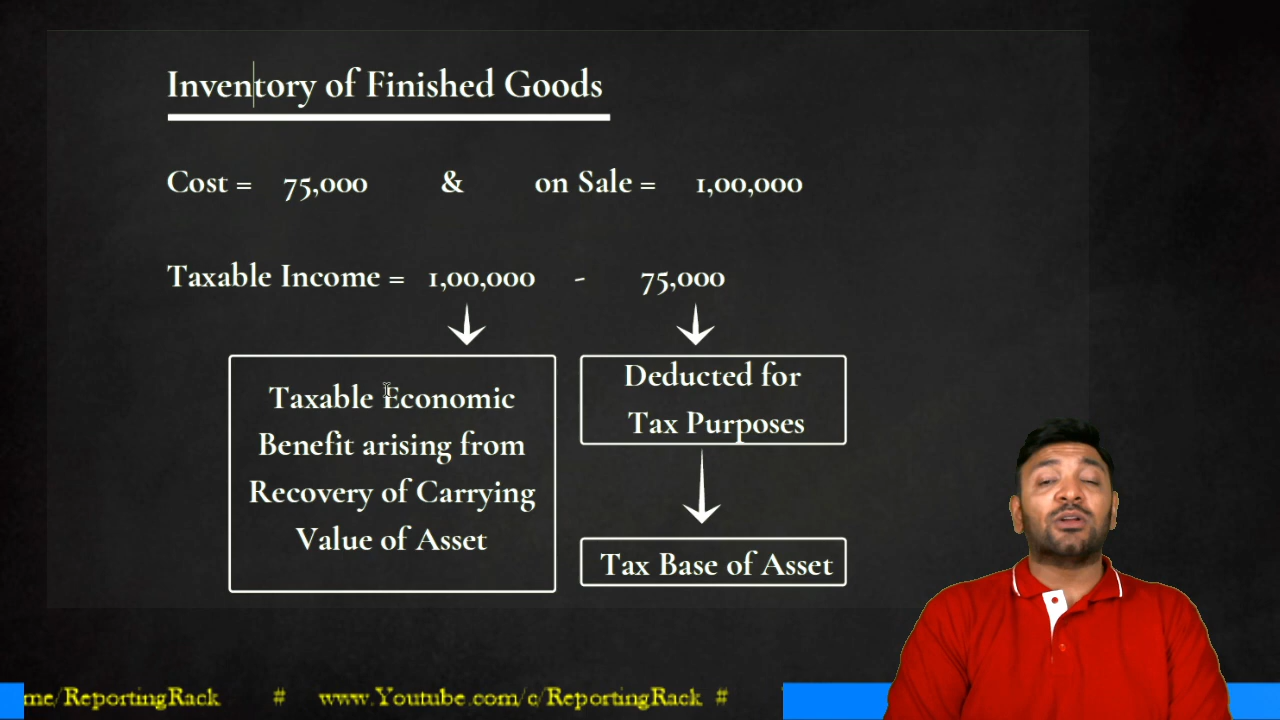 Inventory of Finished Goods
Cost = 75,000 & on Sale = 1,00,000
Taxable Income = 1,00,000 - 75,000
Taxable Economic
Benefit arising from
Recovery of Carrying
Value of Asset
Deducted for
Tax Purposes
Tax Base of Asset
me/ReportingRack # www.Youtube.com/c/ReportingRack #